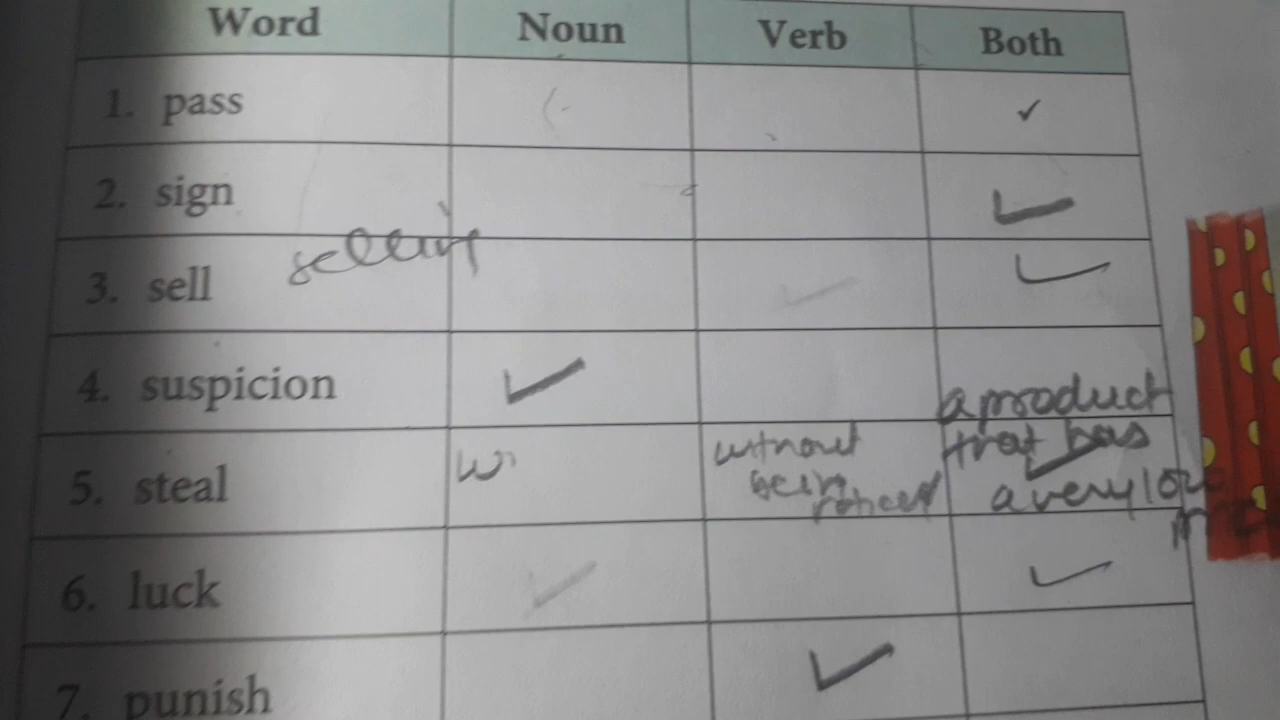 Word Noun Verb Both
1. pass
2. sign
selling
3. sell
4. suspicion
a product
5. steal without that has
being a very low
noticed
6. luck
7. punish